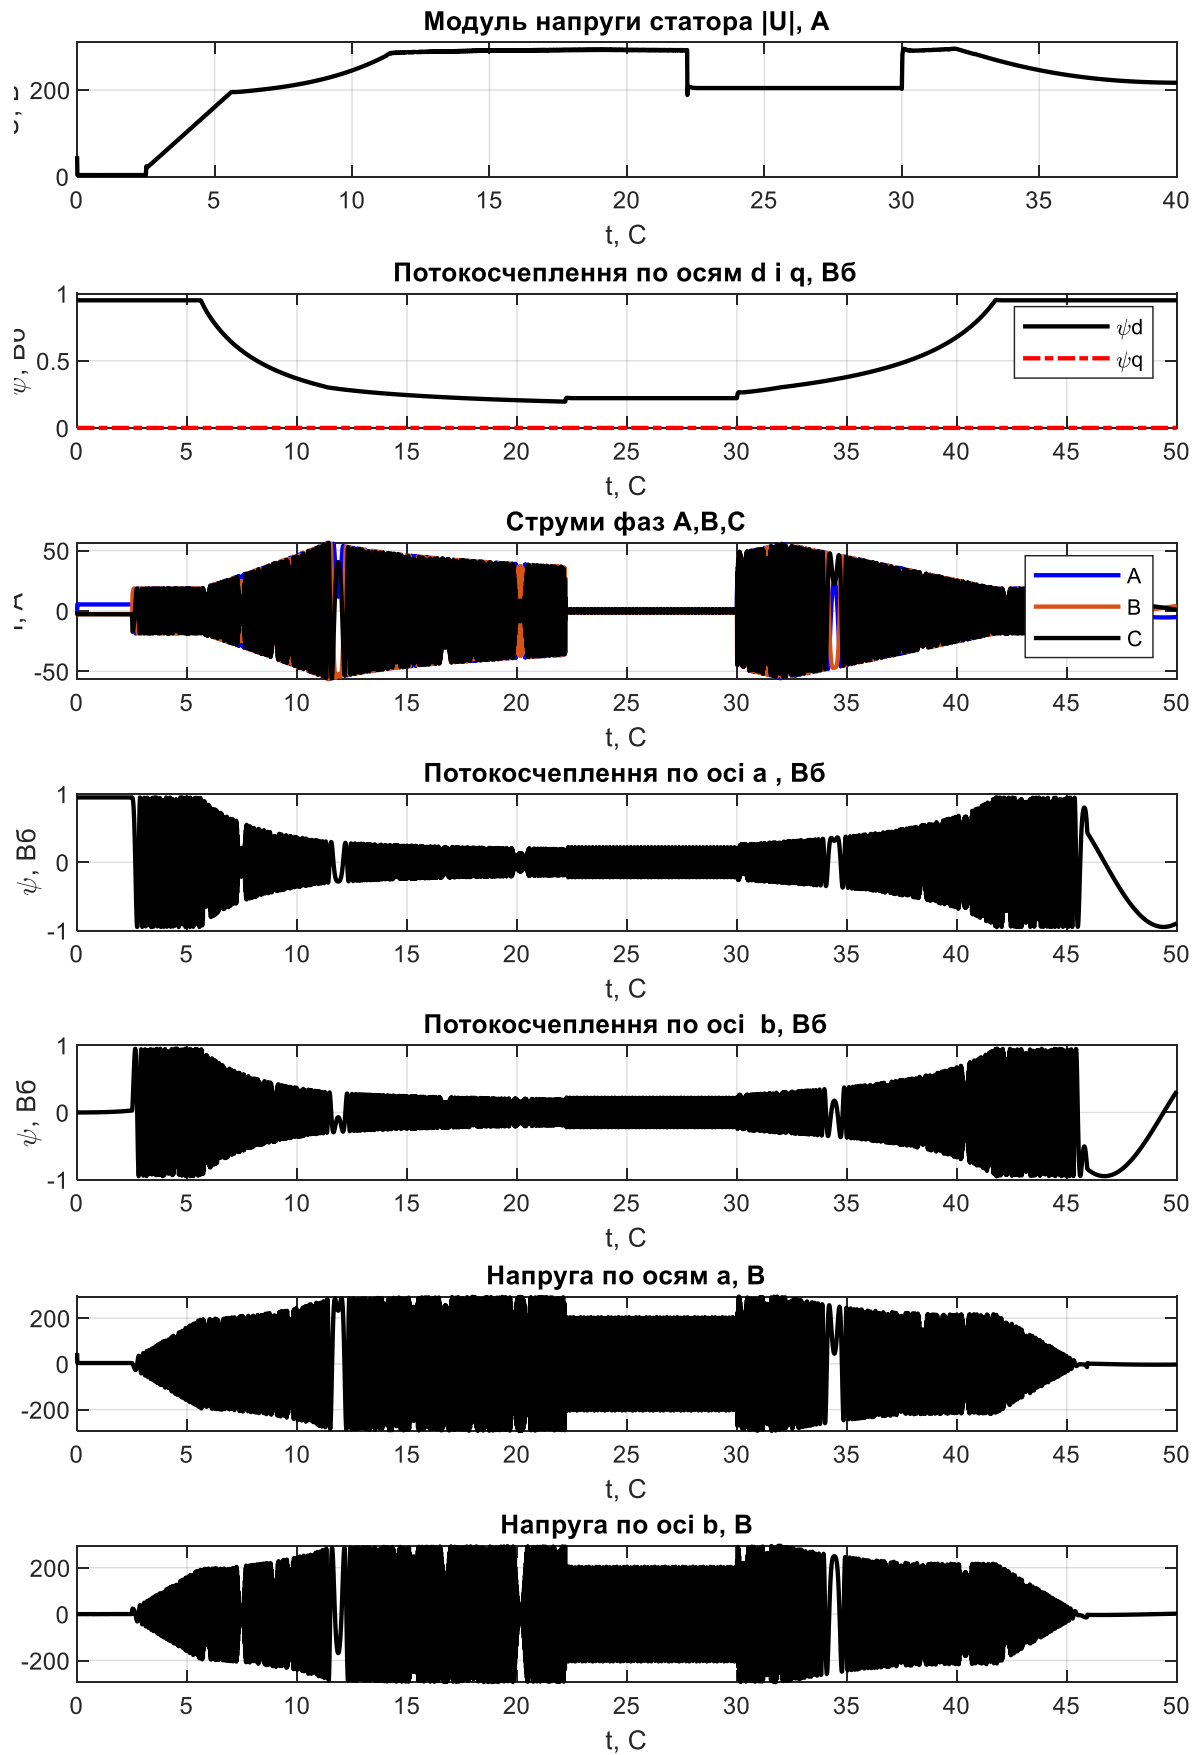 Модуль напруги статора |U|, А
200
0
0 5 10 15 20 25 30 35 40
t, С
Потокосчеплення по осям d і q, Вб
ψ, Вб
1
0.5
0
ψd
ψq
0 5 10 15 20 25 30 35 40 45 50
t, С
Струми фаз А,В,С
50
0
-50
A
B
C
0 5 10 15 20 25 30 35 40 45 50
t, С
Потокосчеплення по осі а , Вб
ψ, Вб
1
0
-1
0 5 10 15 20 25 30 35 40 45 50
t, С
Потокосчеплення по осі b, Вб
ψ, Вб
1
0
-1
0 5 10 15 20 25 30 35 40 45 50
t, С
Напруга по осям а, В
200
0
-200
0 5 10 15 20 25 30 35 40 45 50
t, С
Напруга по осі b, В
200
0
-200
0 5 10 15 20 25 30 35 40 45 50
t, С